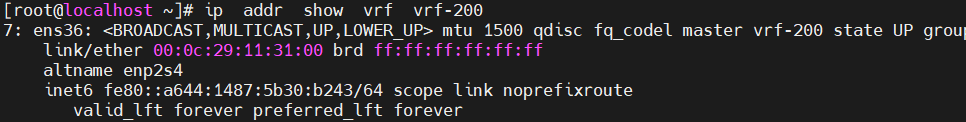 [root@localhost ~]# ip  addr  show  vrf  vrf-200
7: ens36: <BROADCAST,MULTICAST,UP,LOWER_UP> mtu 1500 qdisc fq_codel master vrf-200 state UP grou
    link/ether 00:0c:29:11:31:00 brd ff:ff:ff:ff:ff:ff
    altname enp2s4
    inet6 fe80::a644:1487:5b30:b243/64 scope link noprefixroute
       valid_lft forever preferred_lft forever